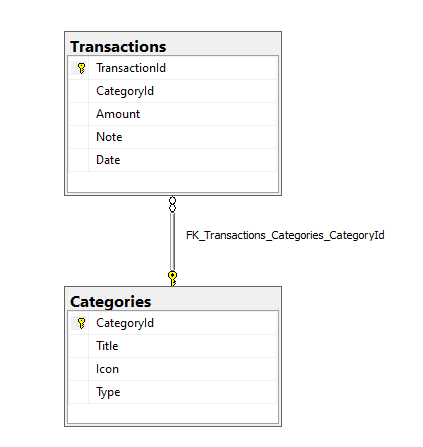 Transactions
TransactionId
CategoryId
Amount
Note
Date
FK_Transactions_Categories_CategoryId
Categories
CategoryId
Title
Icon
Type